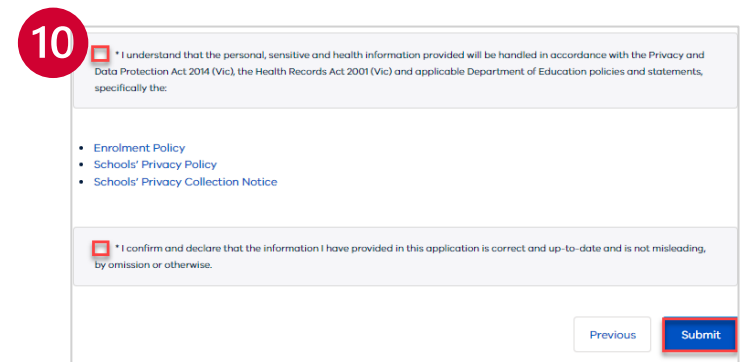 10
* I understand that the personal, sensitive and health information provided will be handled in accordance with the Privacy and
Data Protection Act 2014 (Vic), the Health Records Act 2001 (Vic) and applicable Department of Education policies and statements,
specifically the:
• Enrolment Policy
• Schools' Privacy Policy
• Schools' Privacy Collection Notice
* I confirm and declare that the information I have provided in this application is correct and up-to-date and is not misleading,
by omission or otherwise.
Previous Submit